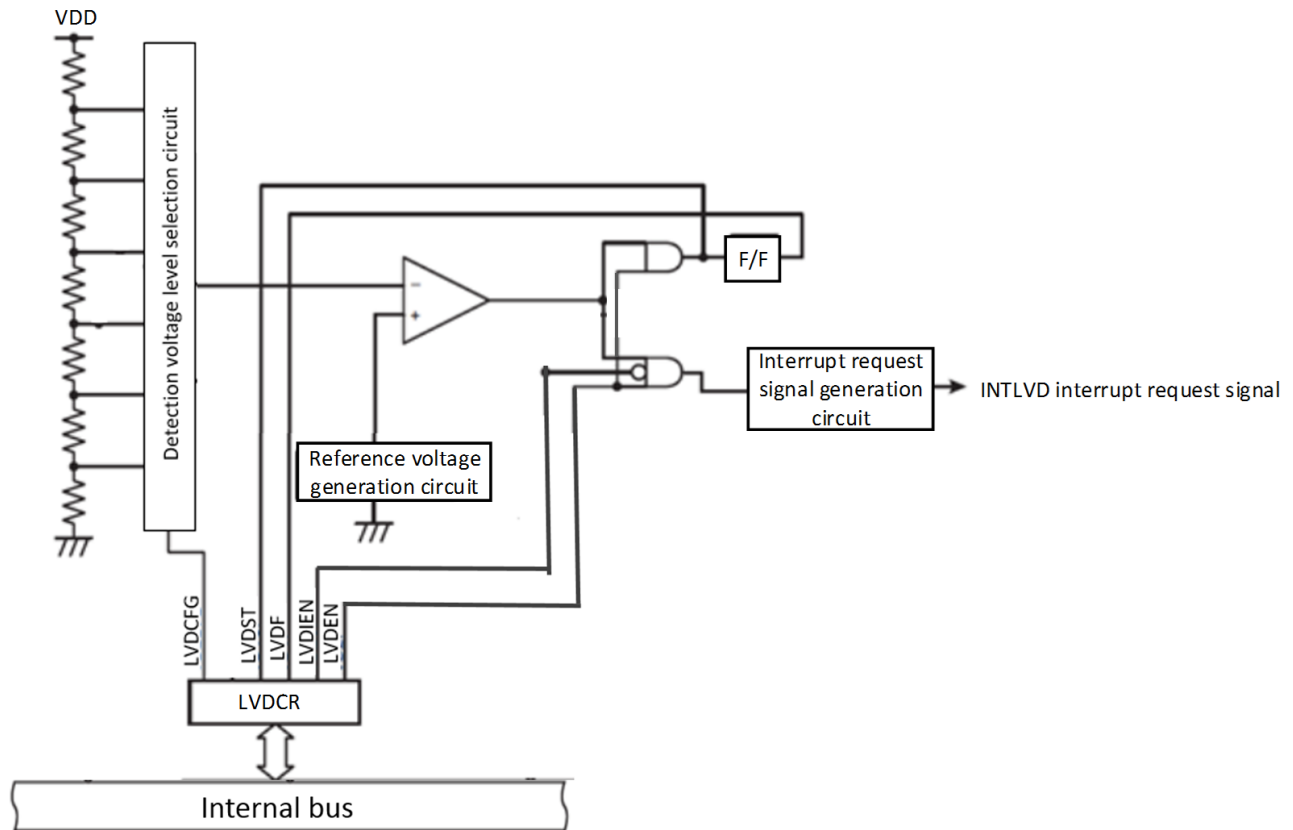 VDD
Detection voltage level selection circuit
−
+
F/F
Interrupt request
signal generation
circuit
INTLVD interrupt request signal
Reference voltage
generation circuit
LVDCFG
LVDST
LVDF
LVDIEN
LVDEN
LVDCR
Internal bus